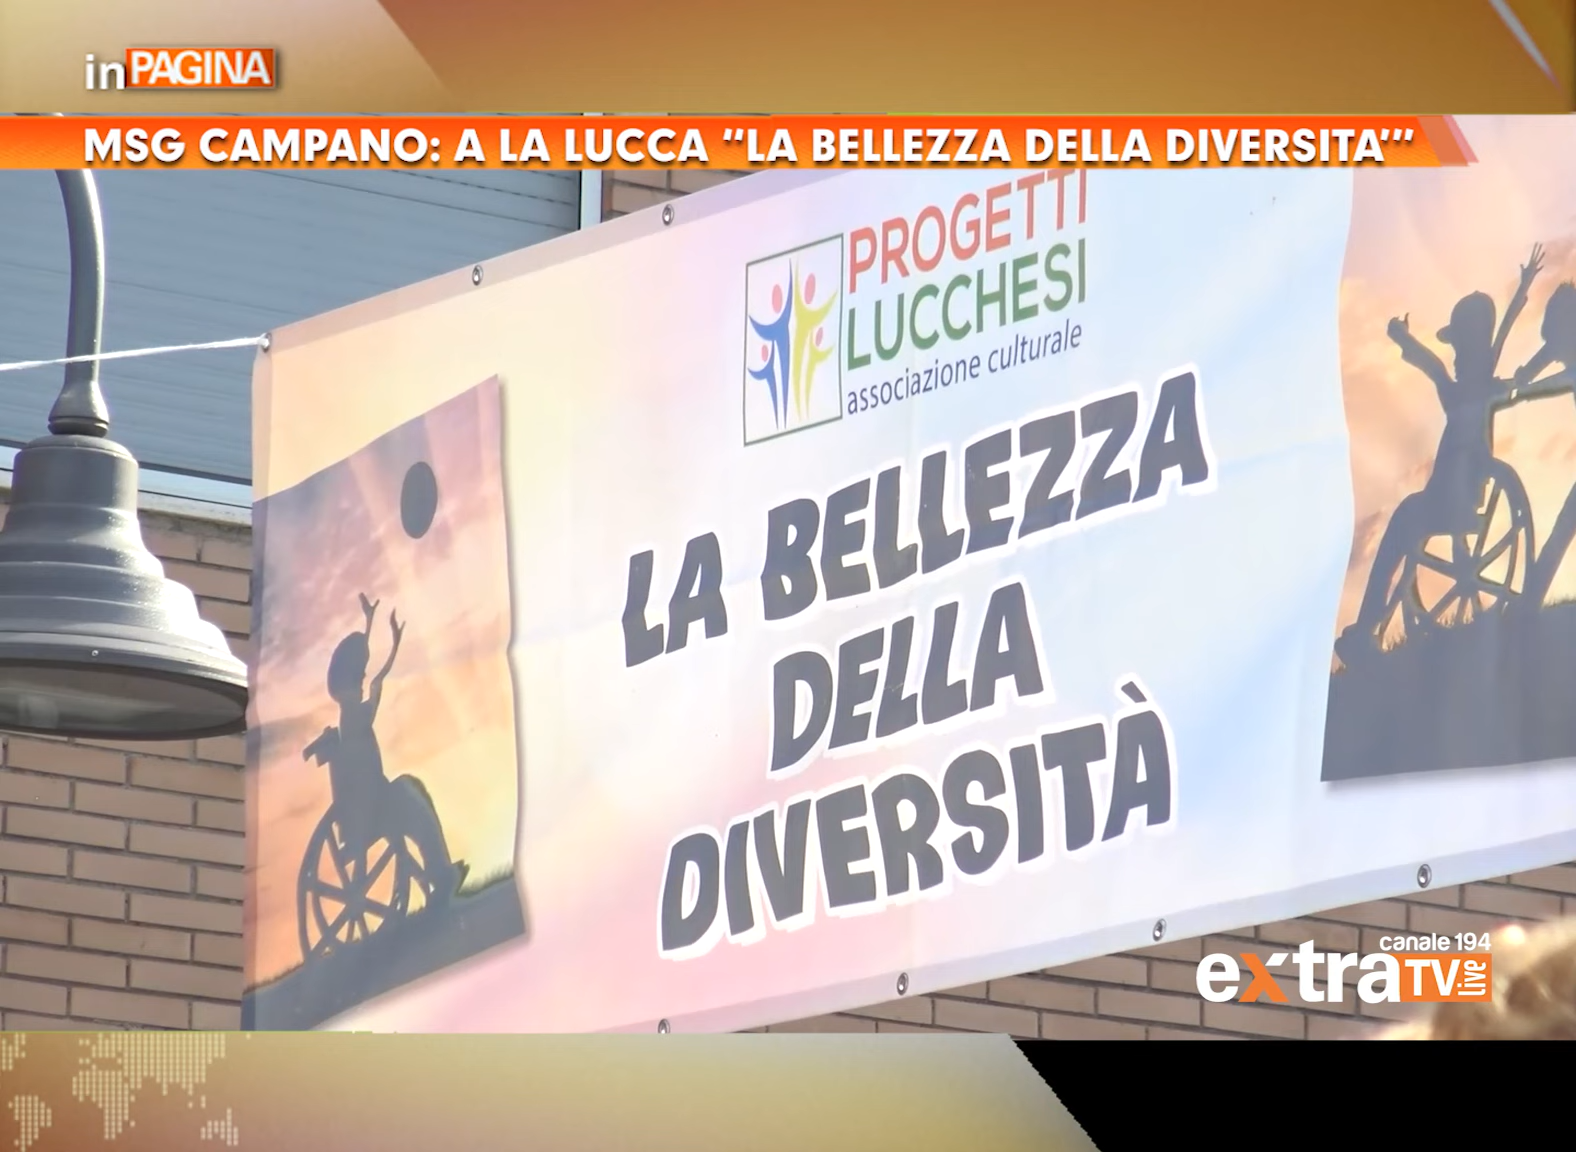 inPAGINA
MSG CAMPANO: A LA LUCCA “LA BELLEZZA DELLA DIVERSITA’”
PROGETTI
LUCCHESI
associazione culturale
LA BELLEZZA
DELLA
DIVERSITÀ
canale 194
extraTV live